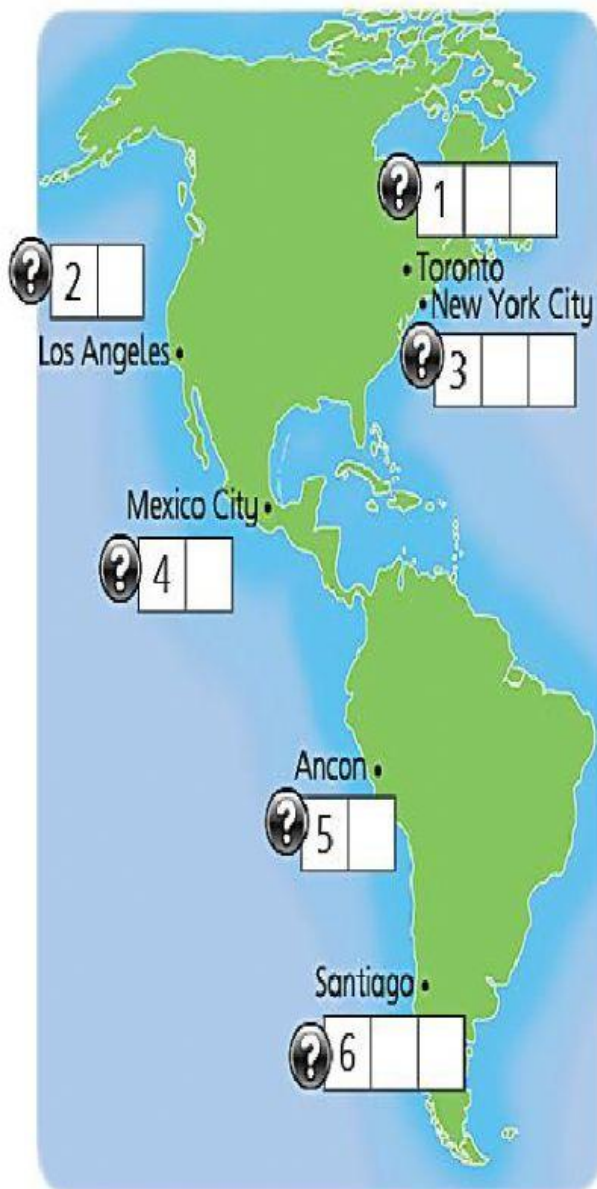 ? 1
Toronto
? 2
New York City
Los Angeles
? 3
Mexico City
? 4
Ancon
? 5
Santiago
? 6